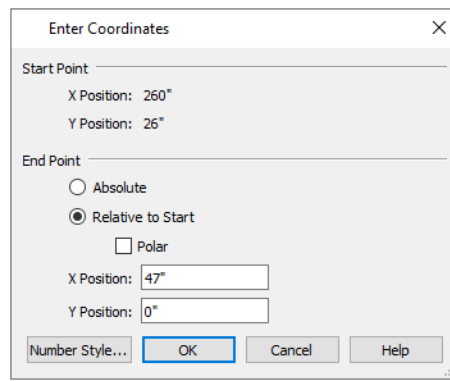 Enter Coordinates
Start Point
X Position: 260"
Y Position: 26"
End Point
Absolute
Relative to Start
Polar
X Position: 47"
Y Position: 0"
Number Style... OK Cancel Help